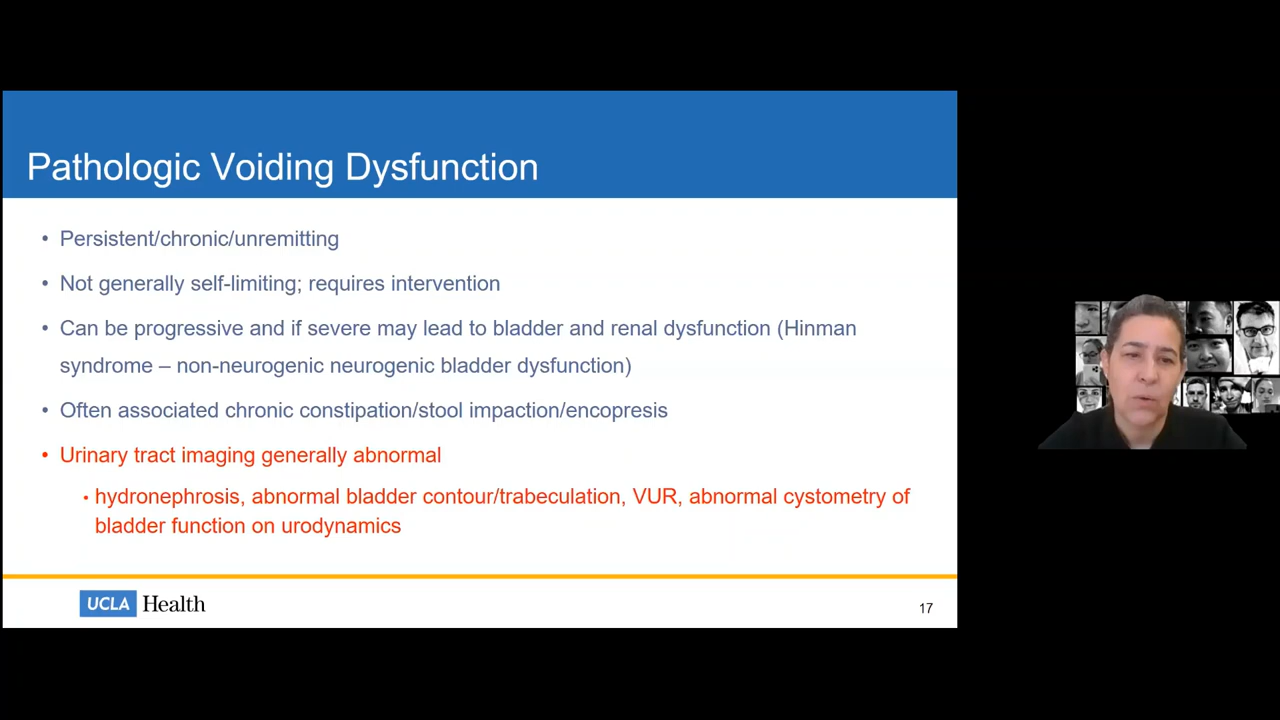 Pathologic Voiding Dysfunction
• Persistent/chronic/unremitting
• Not generally self-limiting; requires intervention
• Can be progressive and if severe may lead to bladder and renal dysfunction (Hinman
syndrome – non-neurogenic neurogenic bladder dysfunction)
• Often associated chronic constipation/stool impaction/encopresis
• Urinary tract imaging generally abnormal
• hydronephrosis, abnormal bladder contour/trabeculation, VUR, abnormal cystometry of
bladder function on urodynamics
UCLA Health
17